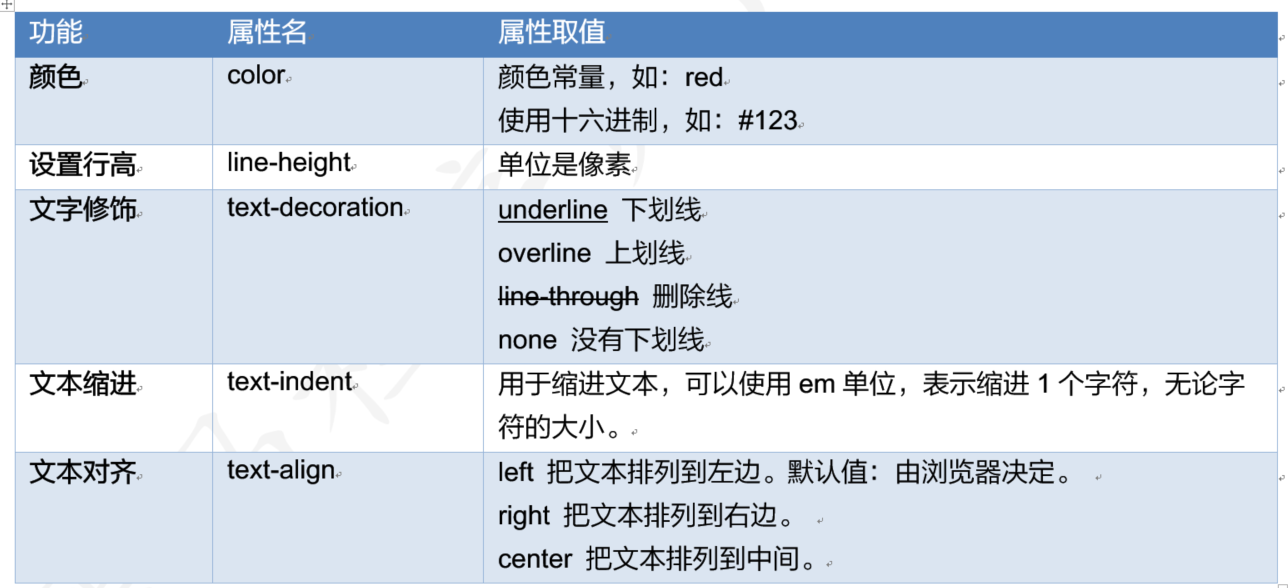 功能 属性名 属性取值
颜色 color 颜色常量，如：red
使用十六进制，如：#123
设置行高 line-height 单位是像素
文字修饰 text-decoration underline 下划线
overline 上划线
line-through 删除线
none 没有下划线
文本缩进 text-indent 用于缩进文本，可以使用 em 单位，表示缩进 1 个字符，无论字
符的大小。
文本对齐 text-align left 把文本排列到左边。默认值：由浏览器决定。
right 把文本排列到右边。
center 把文本排列到中间。